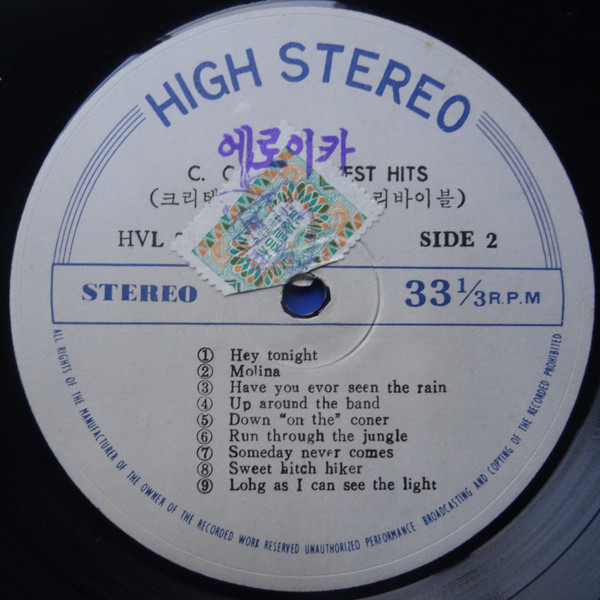 HIGH STEREO
에로이카
C. C. EST HITS
(크리 리바이블)
HVL
SIDE 2
STEREO
33 1/3 R.P.M
① Hey tonight
② Molina
③ Have you evor seen the rain
④ Up around the band
⑤ Down "on the" coner
⑥ Run through the jungle
⑦ Someday never comes
⑧ Sweet hitch hiker
⑨ Lohg as I can see the light
ALL RIGHTS OF THE MANUFACTURER OF THE OWNER OF THE RECORDED WORK RESERVED UNAUTHORIZED PERFORMANCE. BROADCASTING AND COPYING OF THE RECORDED PROHIBITED